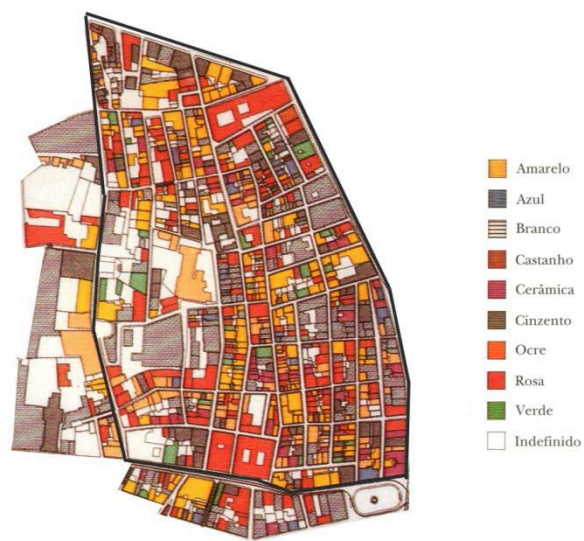 Amarelo
Azul
Branco
Castanho
Cerâmica
Cinzento
Ocre
Rosa
Verde
Indefinido